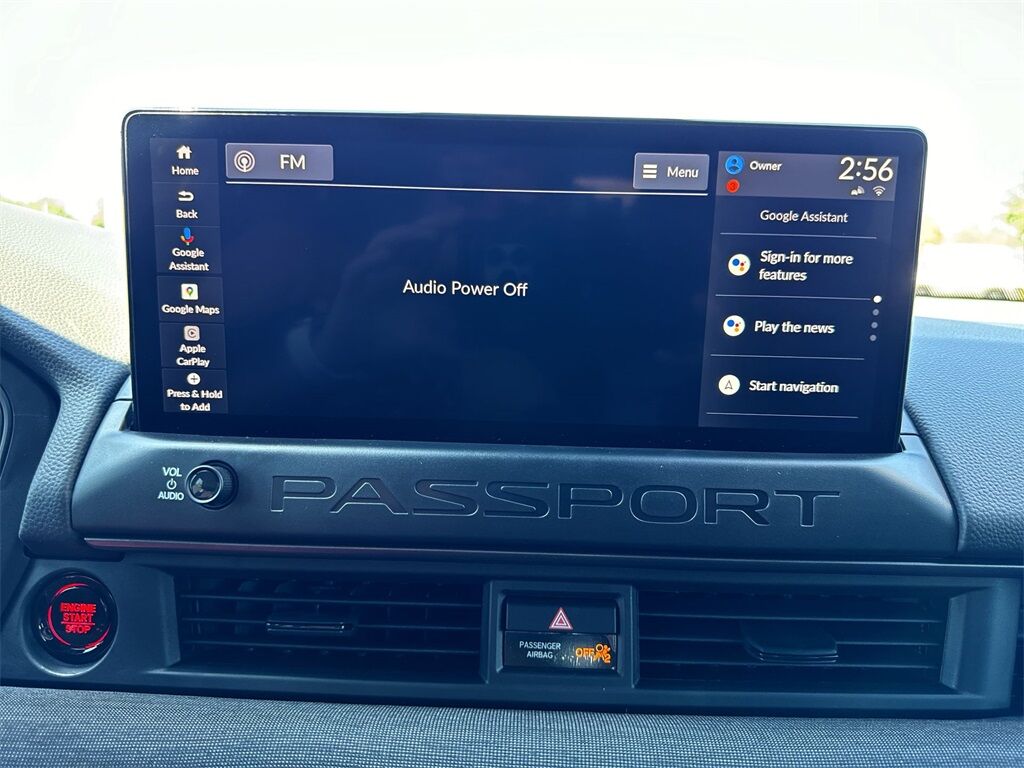 Home
FM
Menu
Owner
2:56
3
Back
Google Assistant
Google
Assistant
Sign-in for more
features
Google Maps
Audio Power Off
Play the news
Apple
CarPlay
Press & Hold
to Add
Start navigation
VOL
AUDIO
PASSPORT
ENGINE
START
STOP
PASSENGER
AIRBAG
OFF
2